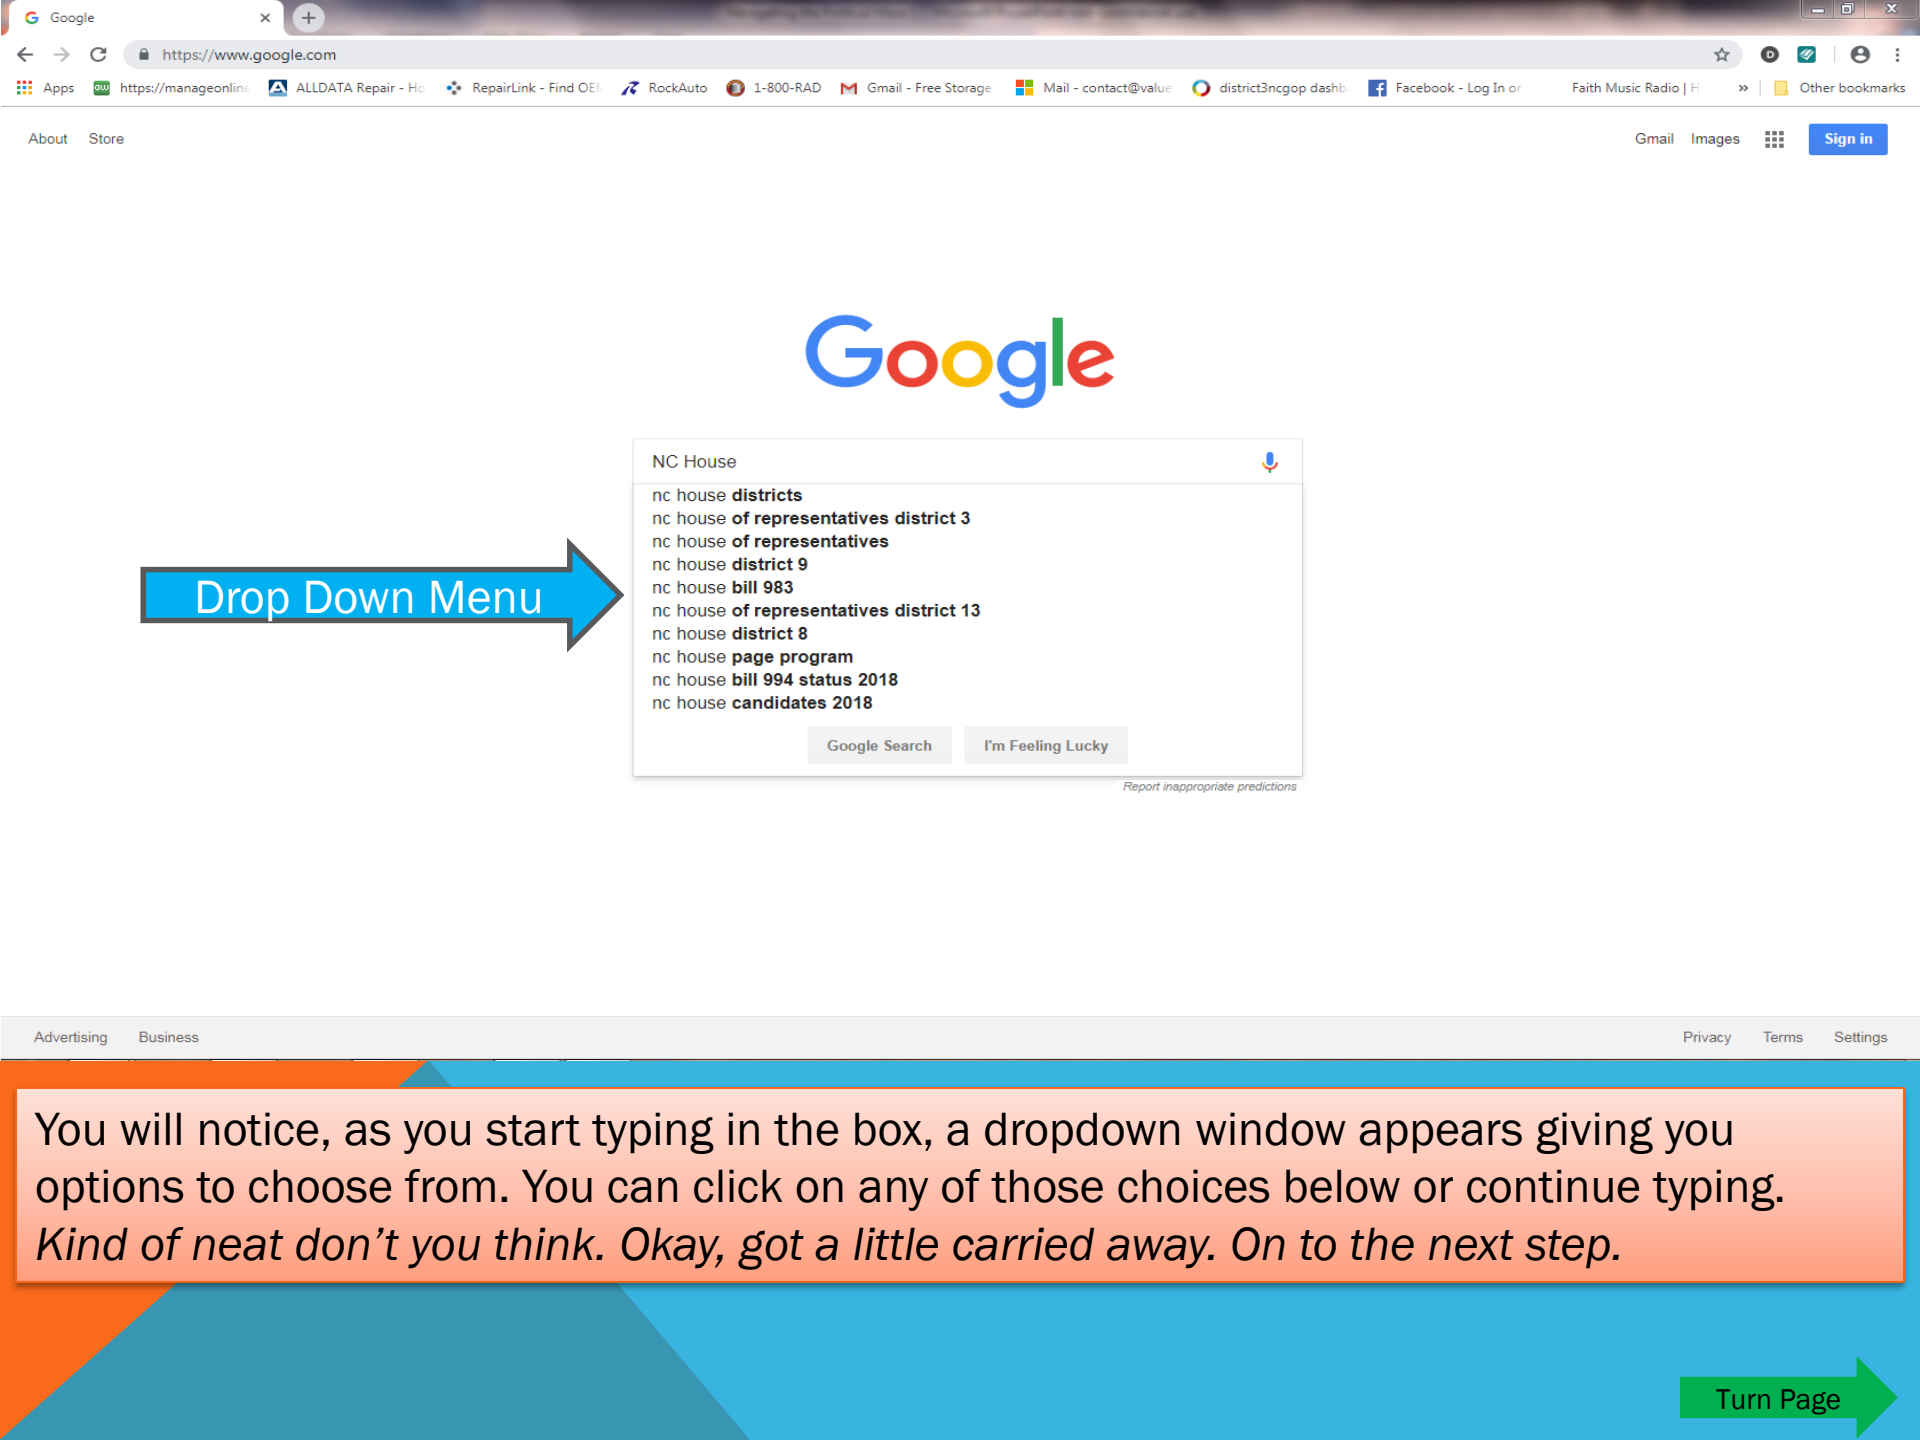 Google
https://www.google.com
Apps https://manageonline ALLDATA Repair - Ho RepairLink - Find OEM RockAuto 1-800-RAD Gmail - Free Storage Mail - contact@value district3ncgop dashb Facebook - Log In or Faith Music Radio | H » Other bookmarks
About Store Gmail Images Sign in
Google
NC House
nc house districts
nc house of representatives district 3
nc house of representatives
nc house district 9
nc house bill 983
nc house of representatives district 13
nc house district 8
nc house page program
nc house bill 994 status 2018
nc house candidates 2018
Drop Down Menu
Google Search I'm Feeling Lucky
Report inappropriate predictions
Advertising Business Privacy Terms Settings
You will notice, as you start typing in the box, a dropdown window appears giving you
options to choose from. You can click on any of those choices below or continue typing.
Kind of neat don’t you think. Okay, got a little carried away. On to the next step.
Turn Page